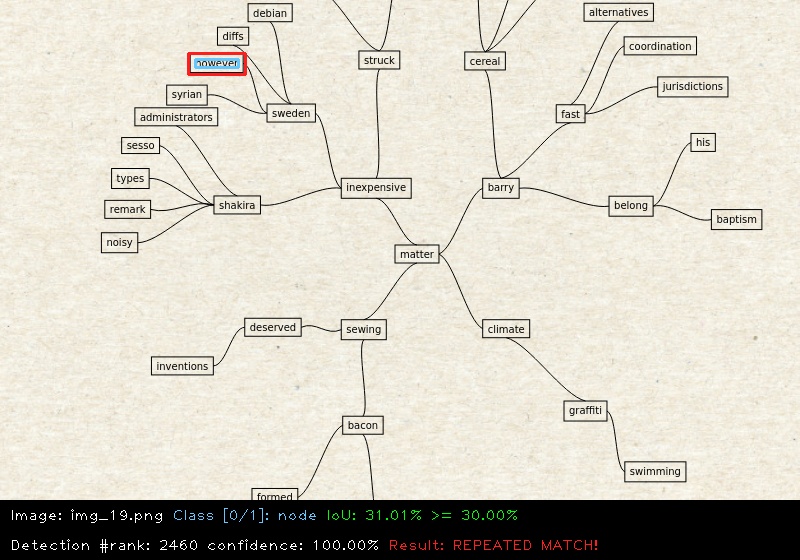 debian
alternatives
diffs
coordination
struck
cereal
however
jurisdictions
syrian
sweden
fast
administrators
sesso
his
types
inexpensive
barry
remark
shakira
belong
baptism
noisy
matter
deserved
sewing
climate
inventions
graffiti
bacon
swimming
formed
Image: img_19.png Class [0/1]: node IoU: 31.01% >= 30.00%
Detection #rank: 2460 confidence: 100.00% Result: REPEATED MATCH!